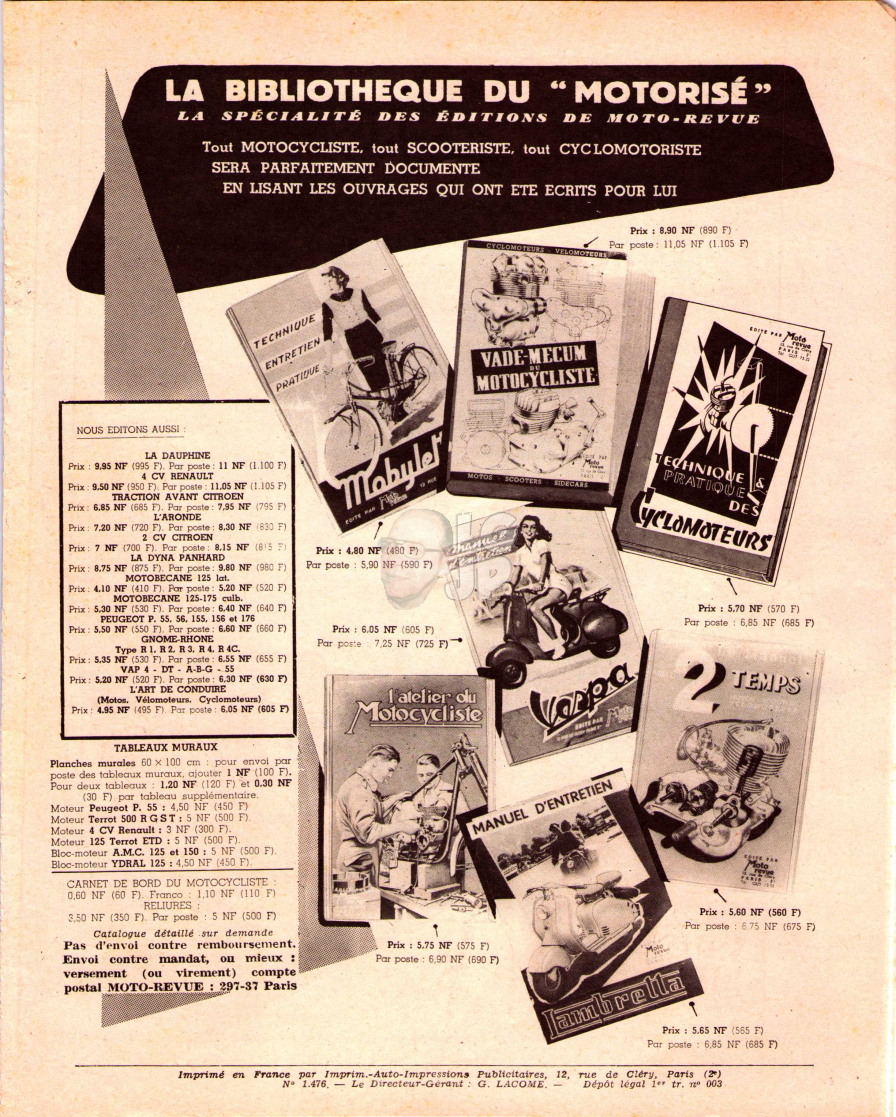 LA BIBLIOTHEQUE DU " MOTORISÉ "
LA SPÉCIALITÉ DES ÉDITIONS DE MOTO-REVUE
Tout MOTOCYCLISTE, tout SCOOTERISTE, tout CYCLOMOTORISTE
SERA PARFAITEMENT DOCUMENTE
EN LISANT LES OUVRAGES QUI ONT ETE ECRITS POUR LUI
Prix : 8,90 NF (890 F)
Par poste : 11,05 NF (1.105 F)
TECHNIQUE
ENTRETIEN
PRATIQUE
Mobylet
EDITE PAR
CYCLOMOTEURS - VELOMOTEURS
VADE-MECUM
DU
MOTOCYCLISTE
MOTOS - SCOOTERS - SIDECARS
EDITE PAR
Moto
revue
PARIS
TECHNIQUE
PRATIQUE &
DES
CYCLOMOTEURS
NOUS EDITONS AUSSI :
LA DAUPHINE
Prix : 9.95 NF (995 F). Par poste : 11 NF (1.100 F)
4 CV RENAULT
Prix : 9,50 NF (950 F). Par poste : 11,05 NF (1.105 F)
TRACTION AVANT CITROEN
Prix : 6,85 NF (685 F). Par poste : 7,95 NF (795 F)
L'ARONDE
Prix : 7,20 NF (720 F). Par poste : 8,30 NF (830 F)
2 CV CITROEN
Prix : 7 NF (700 F). Par poste : 8,15 NF (815 F)
LA DYNA PANHARD
Prix : 8,75 NF (875 F). Par poste : 9.80 NF (980 F)
MOTOBECANE 125 lat.
Prix : 4,10 NF (410 F). Par poste : 5,20 NF (520 F)
MOTOBECANE 125-175 culb.
Prix : 5,30 NF (530 F). Par poste : 6,40 NF (640 F)
PEUGEOT P. 55, 56, 155, 156 et 176
Prix : 5,50 NF (550 F). Par poste : 6,60 NF (660 F)
GNOME-RHONE
Type R 1, R 2, R 3, R 4, R 4C.
Prix : 5,35 NF (530 F). Par poste : 6,55 NF (655 F)
VAP 4 - DT - A-B-G - 55
Prix : 5,20 NF (520 F). Par poste : 6,30 NF (630 F)
L'ART DE CONDUIRE
(Motos, Vélomoteurs, Cyclomoteurs)
Prix : 4.95 NF (495 F). Par poste : 6,05 NF (605 F)
Prix : 4,80 NF (480 F)
Par poste : 5,90 NF (590 F)
JC
Prix : 5,70 NF (570 F)
Par poste : 6,85 NF (685 F)
Prix : 6.05 NF (605 F)
Par poste : 7,25 NF (725 F)
Vespa
EDITE PAR
Moto
l'atelier du
Motocycliste
2 TEMPS
EDITE PAR
Moto
revue
PARIS
MANUEL D'ENTRETIEN
Moto
revue
Lambretta
TABLEAUX MURAUX
Planches murales 60 × 100 cm : pour envoi par
poste des tableaux muraux, ajouter 1 NF (100 F).
Pour deux tableaux : 1,20 NF (120 F) et 0.30 NF
(30 F) par tableau supplémentaire.
Moteur Peugeot P. 55 : 4,50 NF (450 F)
Moteur Terrot 500 R G S T : 5 NF (500 F).
Moteur 4 CV Renault : 3 NF (300 F).
Moteur 125 Terrot ETD : 5 NF (500 F).
Bloc-moteur A.M.C. 125 et 150 : 5 NF (500 F)
Bloc-moteur YDRAL 125 : 4,50 NF (450 F).
CARNET DE BORD DU MOTOCYCLISTE :
0,60 NF (60 F). Franco : 1,10 NF (110 F)
RELIURES :
3,50 NF (350 F). Par poste : 5 NF (500 F)
Catalogue détaillé sur demande
Pas d'envoi contre remboursement.
Envoi contre mandat, ou mieux :
versement (ou virement) compte
postal MOTO-REVUE : 297-37 Paris
Prix : 5.75 NF (575 F)
Par poste : 6,90 NF (690 F)
Prix : 5.60 NF (560 F)
Par poste : 6.75 NF (675 F)
Prix : 5.65 NF (565 F)
Par poste : 6,85 NF (685 F)
Imprimé en France par Imprim.-Auto-Impressions Publicitaires, 12, rue de Cléry, Paris (2e)
N° 1.476. — Le Directeur-Gérant : G. LACOME. — Dépôt légal 1er tr. n° 003